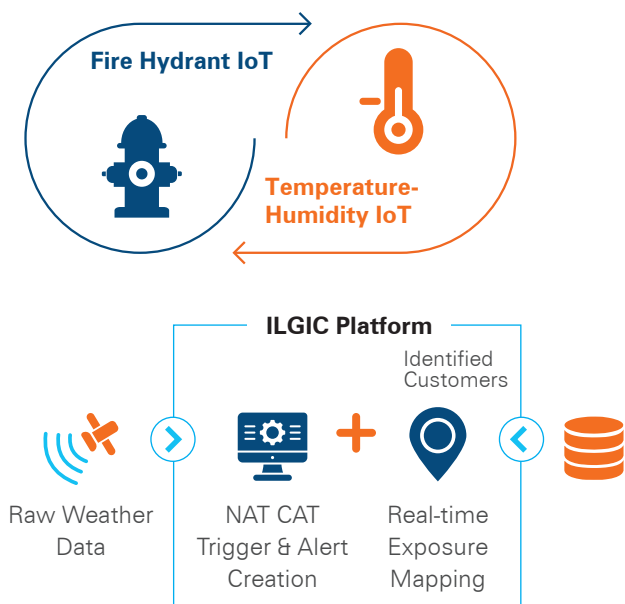 Fire Hydrant IoT
Temperature-
Humidity IoT
ILGIC Platform
Identified
Customers
Raw Weather
Data
NAT CAT
Trigger & Alert
Creation
Real-time
Exposure
Mapping